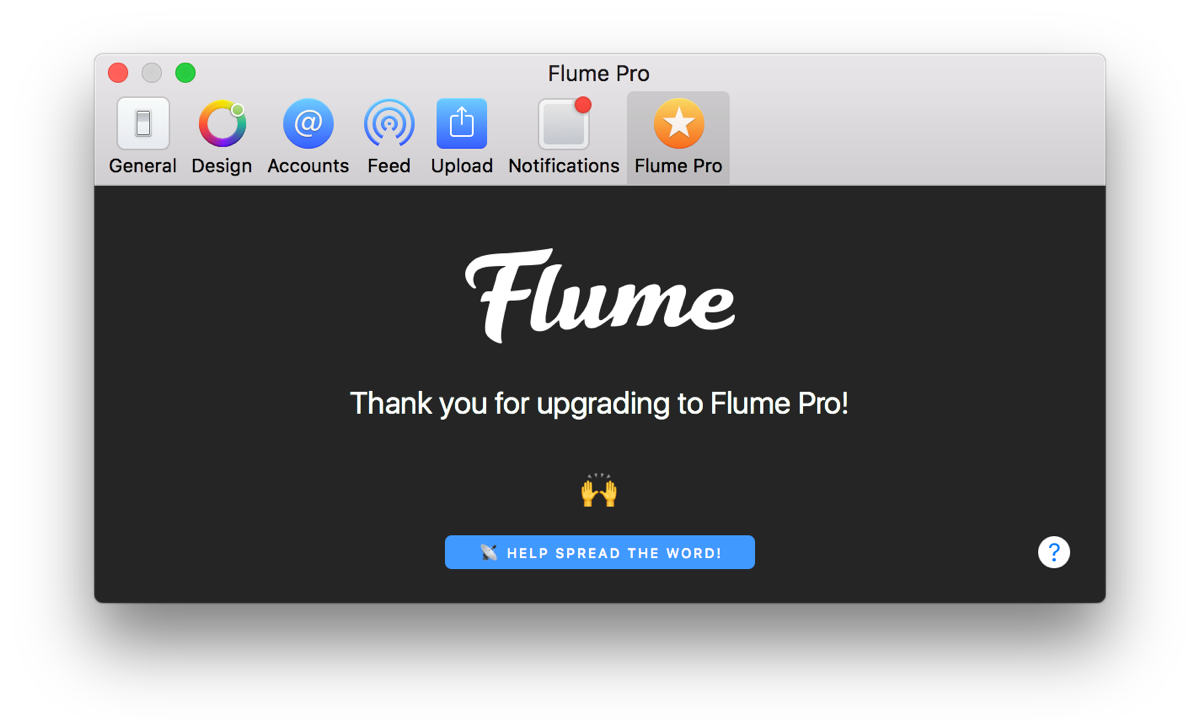 Flume Pro
@
General Design Accounts Feed Upload Notifications Flume Pro
Flume
Thank you for upgrading to Flume Pro!
🙌
📡 HELP SPREAD THE WORD!
?